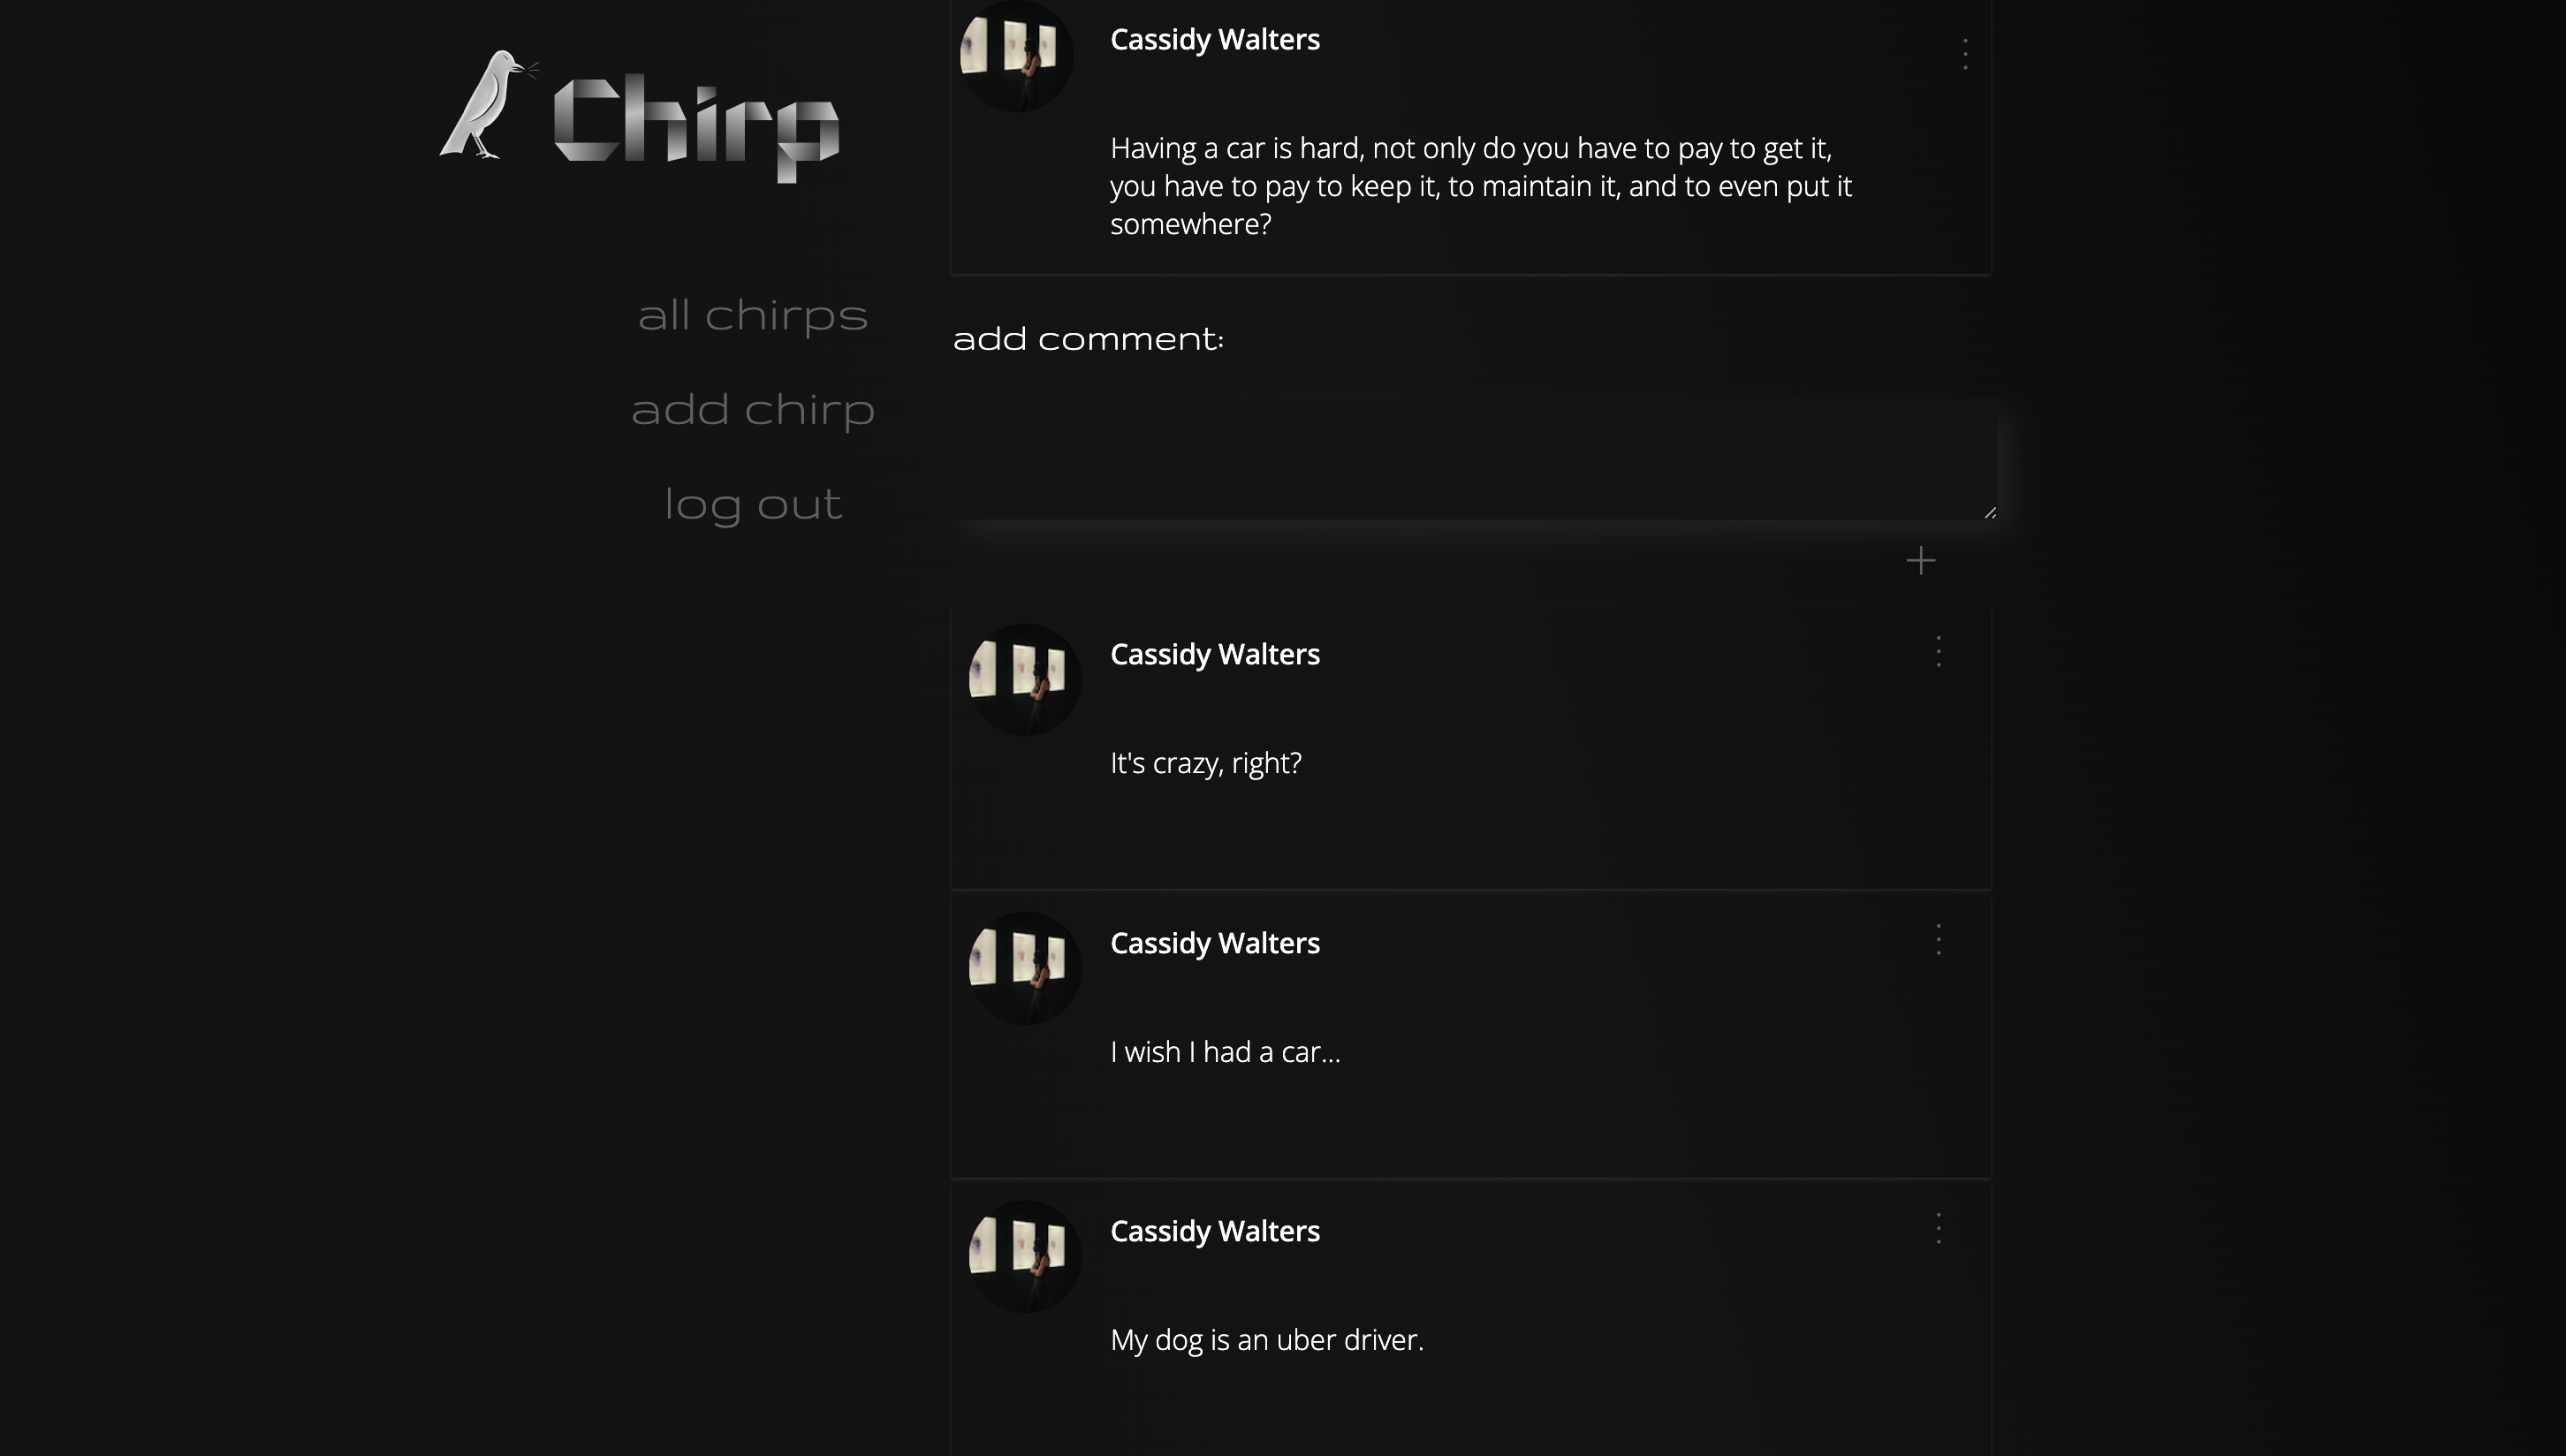 Chirp
all chirps
add chirp
log out
Cassidy Walters
Having a car is hard, not only do you have to pay to get it,
you have to pay to keep it, to maintain it, and to even put it
somewhere?
add comment:
Cassidy Walters
It's crazy, right?
Cassidy Walters
I wish I had a car...
Cassidy Walters
My dog is an uber driver.